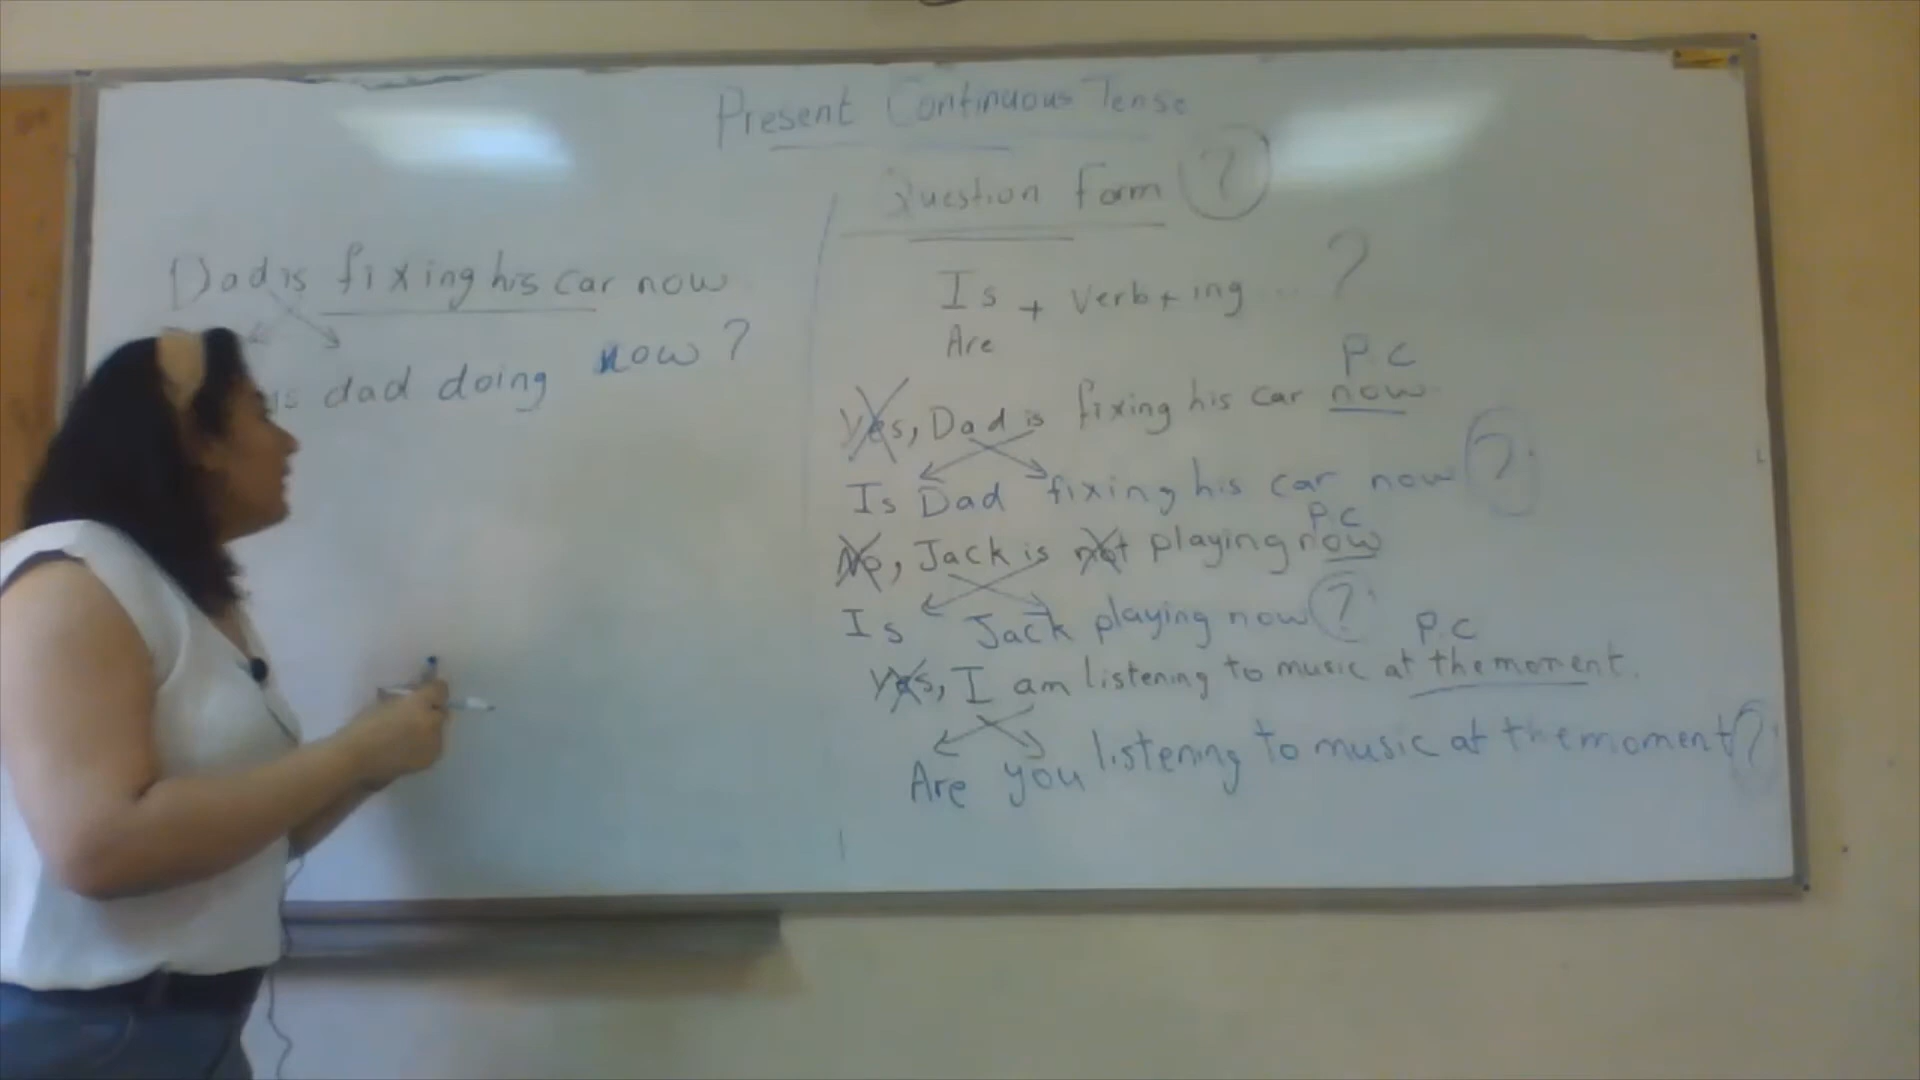 Present Continuous Tense
Dad is fixing his car now
is dad doing now ?
Question form ?
Is + verb + ing ... ?
Are
P.C
Yes, Dad is fixing his car now
Is Dad fixing his car now ?
P.C
No, Jack is not playing now
Is Jack playing now ?
P.C
Yes, I am listening to music at the moment.
Are you listening to music at the moment ?